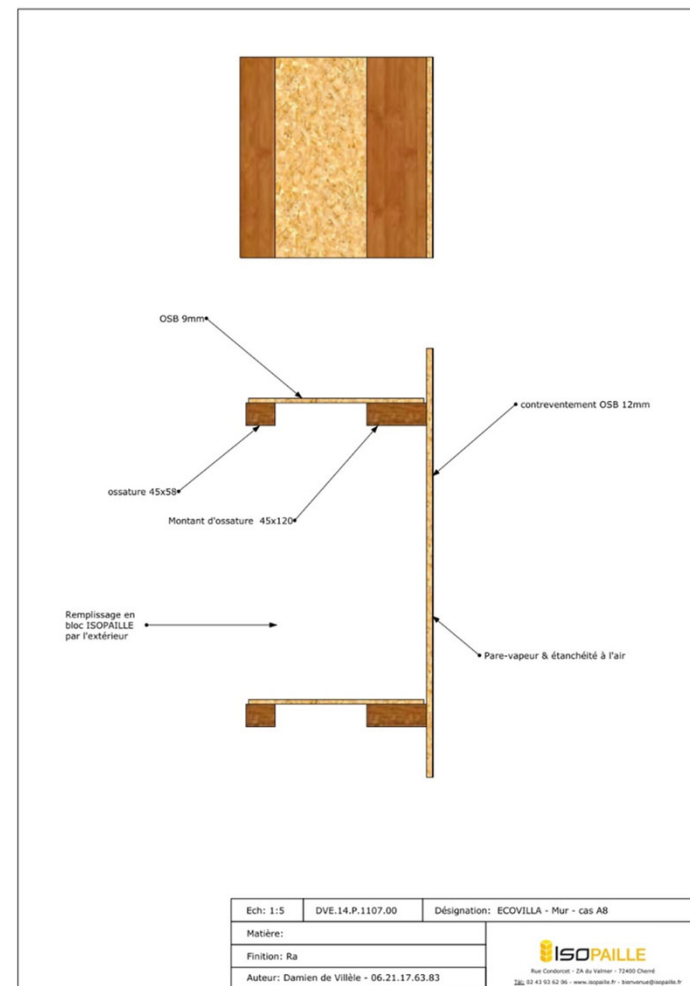 OSB 9mm
contreventement OSB 12mm
ossature 45x58
Montant d'ossature 45x120
Remplissage en
bloc ISOPAILLE
par l'extérieur
Pare-vapeur & étanchéité à l'air
Ech: 1:5 DVE.14.P.1107.00 Désignation: ECOVILLA - Mur - cas A8
Matière:
Finition: Ra
Auteur: Damien de Villèle - 06.21.17.63.83
ISOPAILLE
Rue Condorcet - ZA du Valmer - 72400 Cherré
Tél: 02 43 93 62 06 - www.isopaille.fr - bienvenue@isopaille.fr